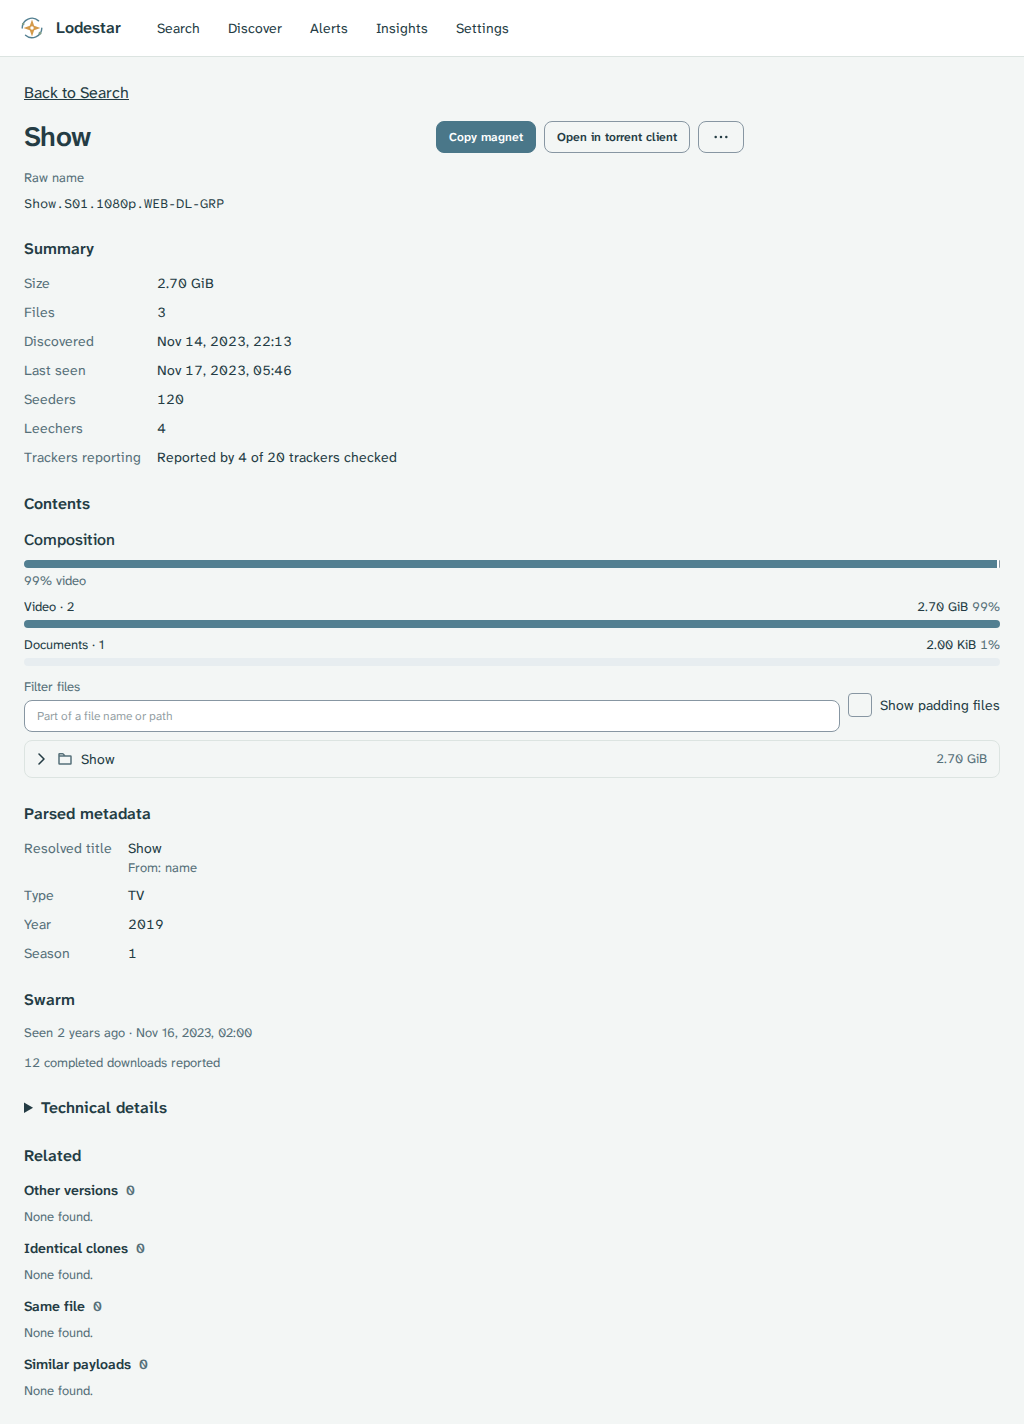 Lodestar Search Discover Alerts Insights Settings
Back to Search
Show Copy magnet Open in torrent client ...
Raw name
Show.S01.1080p.WEB-DL-GRP
Summary
Size 2.70 GiB
Files 3
Discovered Nov 14, 2023, 22:13
Last seen Nov 17, 2023, 05:46
Seeders 120
Leechers 4
Trackers reporting Reported by 4 of 20 trackers checked
Contents
Composition
99% video
Video · 2 2.70 GiB 99%
Documents · 1 2.00 KiB 1%
Filter files
Part of a file name or path Show padding files
Show 2.70 GiB
Parsed metadata
Resolved title Show
From: name
Type TV
Year 2019
Season 1
Swarm
Seen 2 years ago · Nov 16, 2023, 02:00
12 completed downloads reported
Technical details
Related
Other versions 0
None found.
Identical clones 0
None found.
Same file 0
None found.
Similar payloads 0
None found.